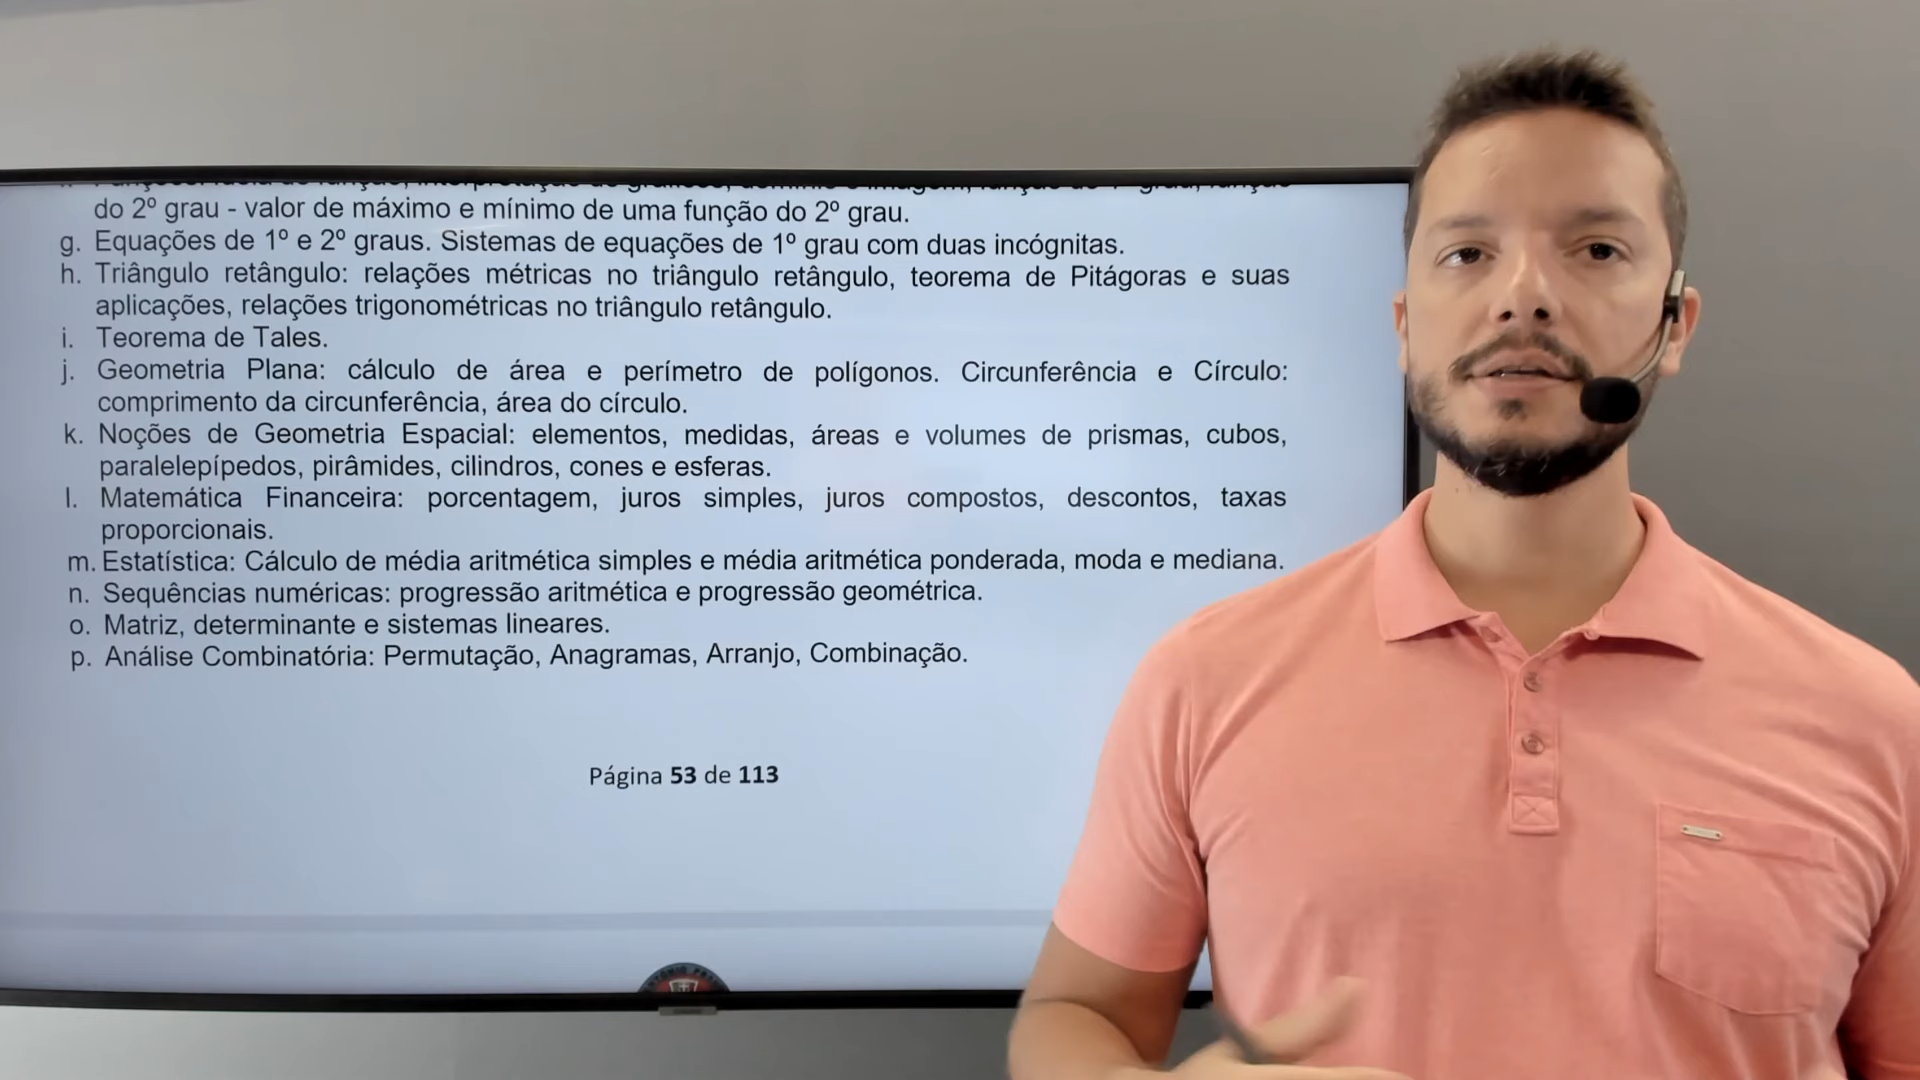 do 2º grau - valor de máximo e mínimo de uma função do 2º grau.
g. Equações de 1º e 2º graus. Sistemas de equações de 1º grau com duas incógnitas.
h. Triângulo retângulo: relações métricas no triângulo retângulo, teorema de Pitágoras e suas
aplicações, relações trigonométricas no triângulo retângulo.
i. Teorema de Tales.
j. Geometria Plana: cálculo de área e perímetro de polígonos. Circunferência e Círculo:
comprimento da circunferência, área do círculo.
k. Noções de Geometria Espacial: elementos, medidas, áreas e volumes de prismas, cubos,
paralelepípedos, pirâmides, cilindros, cones e esferas.
l. Matemática Financeira: porcentagem, juros simples, juros compostos, descontos, taxas
proporcionais.
m. Estatística: Cálculo de média aritmética simples e média aritmética ponderada, moda e mediana.
n. Sequências numéricas: progressão aritmética e progressão geométrica.
o. Matriz, determinante e sistemas lineares.
p. Análise Combinatória: Permutação, Anagramas, Arranjo, Combinação.
Página 53 de 113